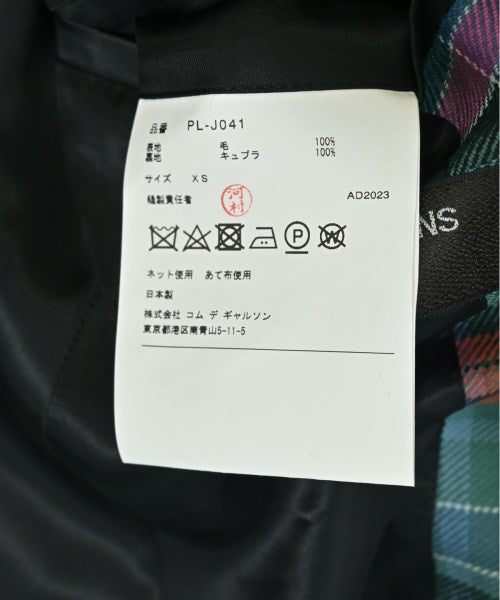 品番 PL-J041
表地 毛 100%
裏地 キュプラ 100%
サイズ XS
縫製責任者 河村 AD2023
P W
ネット使用 あて布使用
日本製
株式会社 コム デ ギャルソン
東京都港区南青山5-11-5
NS